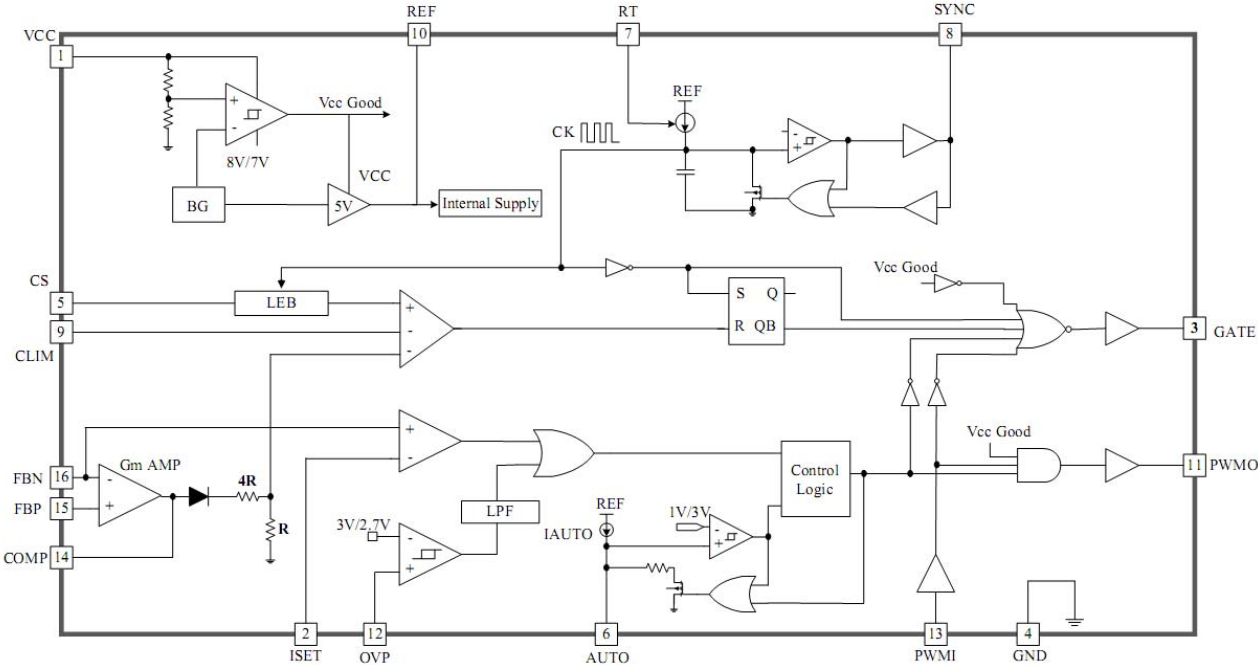 REF
RT
SYNC
VCC
10
7
8
1
REF
Vcc Good
+
-
CK
-
+
8V/7V
VCC
BG
5V
Internal Supply
Vcc Good
CS
5
LEB
S Q
+
9
-
R QB
3
GATE
CLIM
-
+
Vcc Good
FBN
16
Gm AMP
-
-
11
PWMO
4R
Control
Logic
FBP
15
+
LPF
REF
1V/3V
R
3V/2.7V
-
IAUTO
-
+
COMP
14
+
2
12
6
13
4
ISET
OVP
AUTO
PWMI
GND